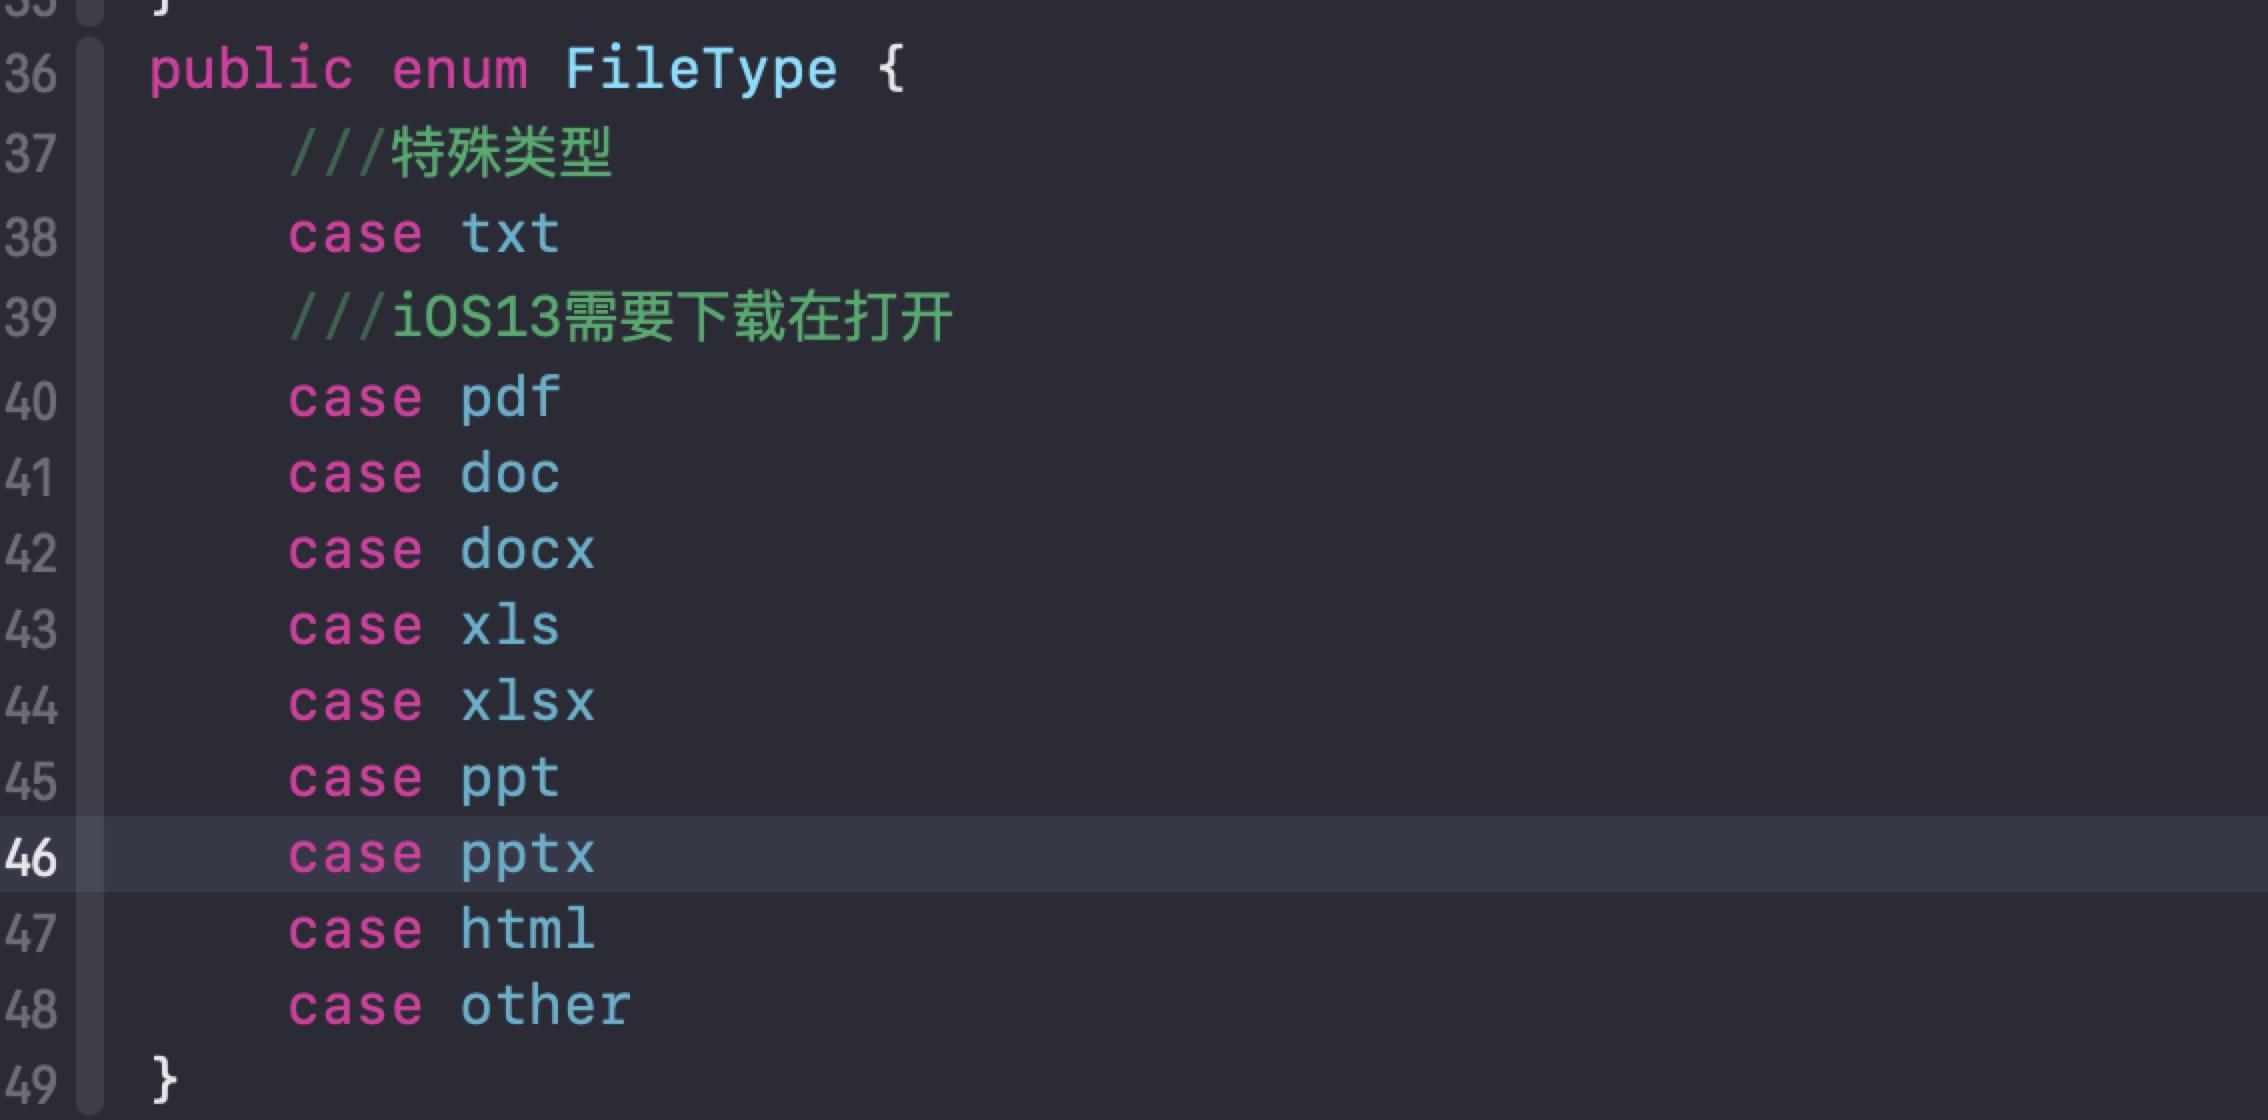 35 }
36 public enum FileType {
37 ///特殊类型
38 case txt
39 ///iOS13需要下载在打开
40 case pdf
41 case doc
42 case docx
43 case xls
44 case xlsx
45 case ppt
46 case pptx
47 case html
48 case other
49 }